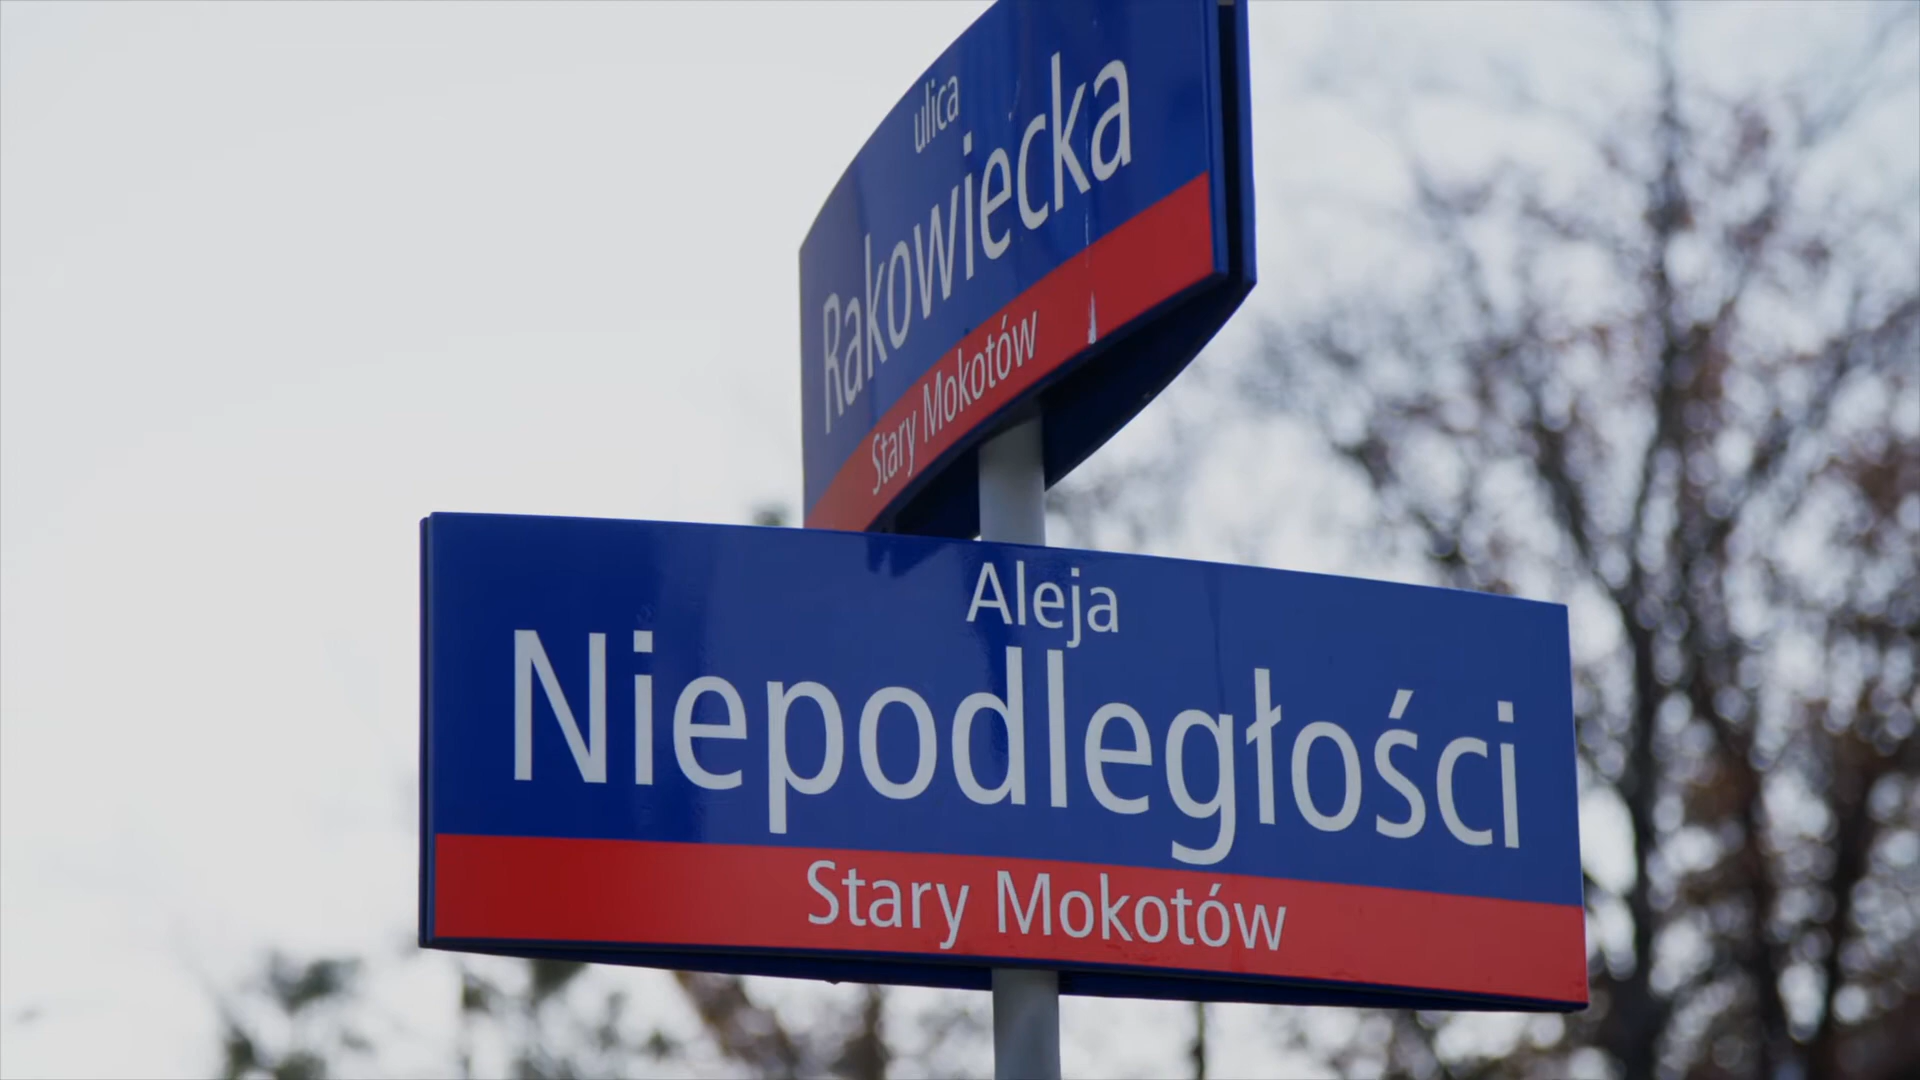 ulica
Rakowiecka
Stary Mokotów
Aleja
Niepodległości
Stary Mokotów